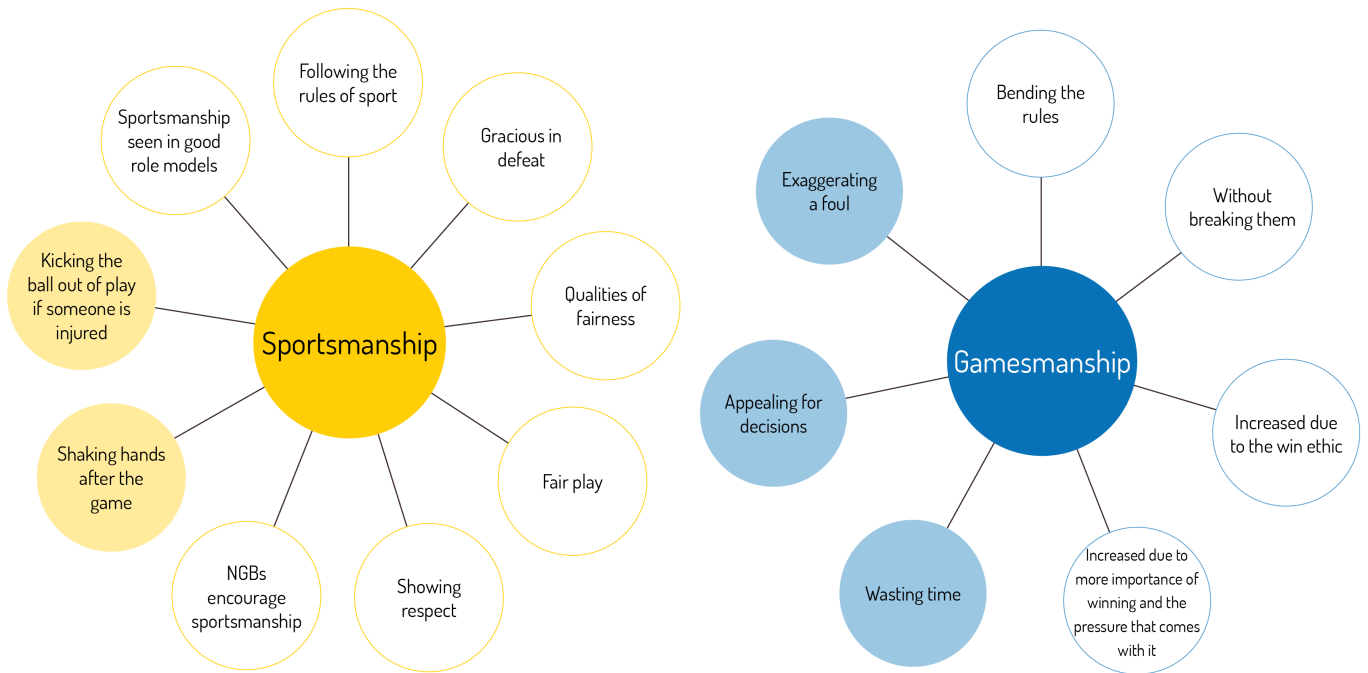 Sportsmanship
Following the
rules of sport
Gracious in
defeat
Qualities of
fairness
Fair play
Showing
respect
NGBs
encourage
sportsmanship
Shaking hands
after the
game
Kicking the
ball out of play
if someone is
injured
Sportsmanship
seen in good
role models
Gamesmanship
Bending the
rules
Without
breaking them
Increased due
to the win ethic
Increased due to
more importance of
winning and the
pressure that comes
with it
Wasting time
Appealing for
decisions
Exaggerating
a foul